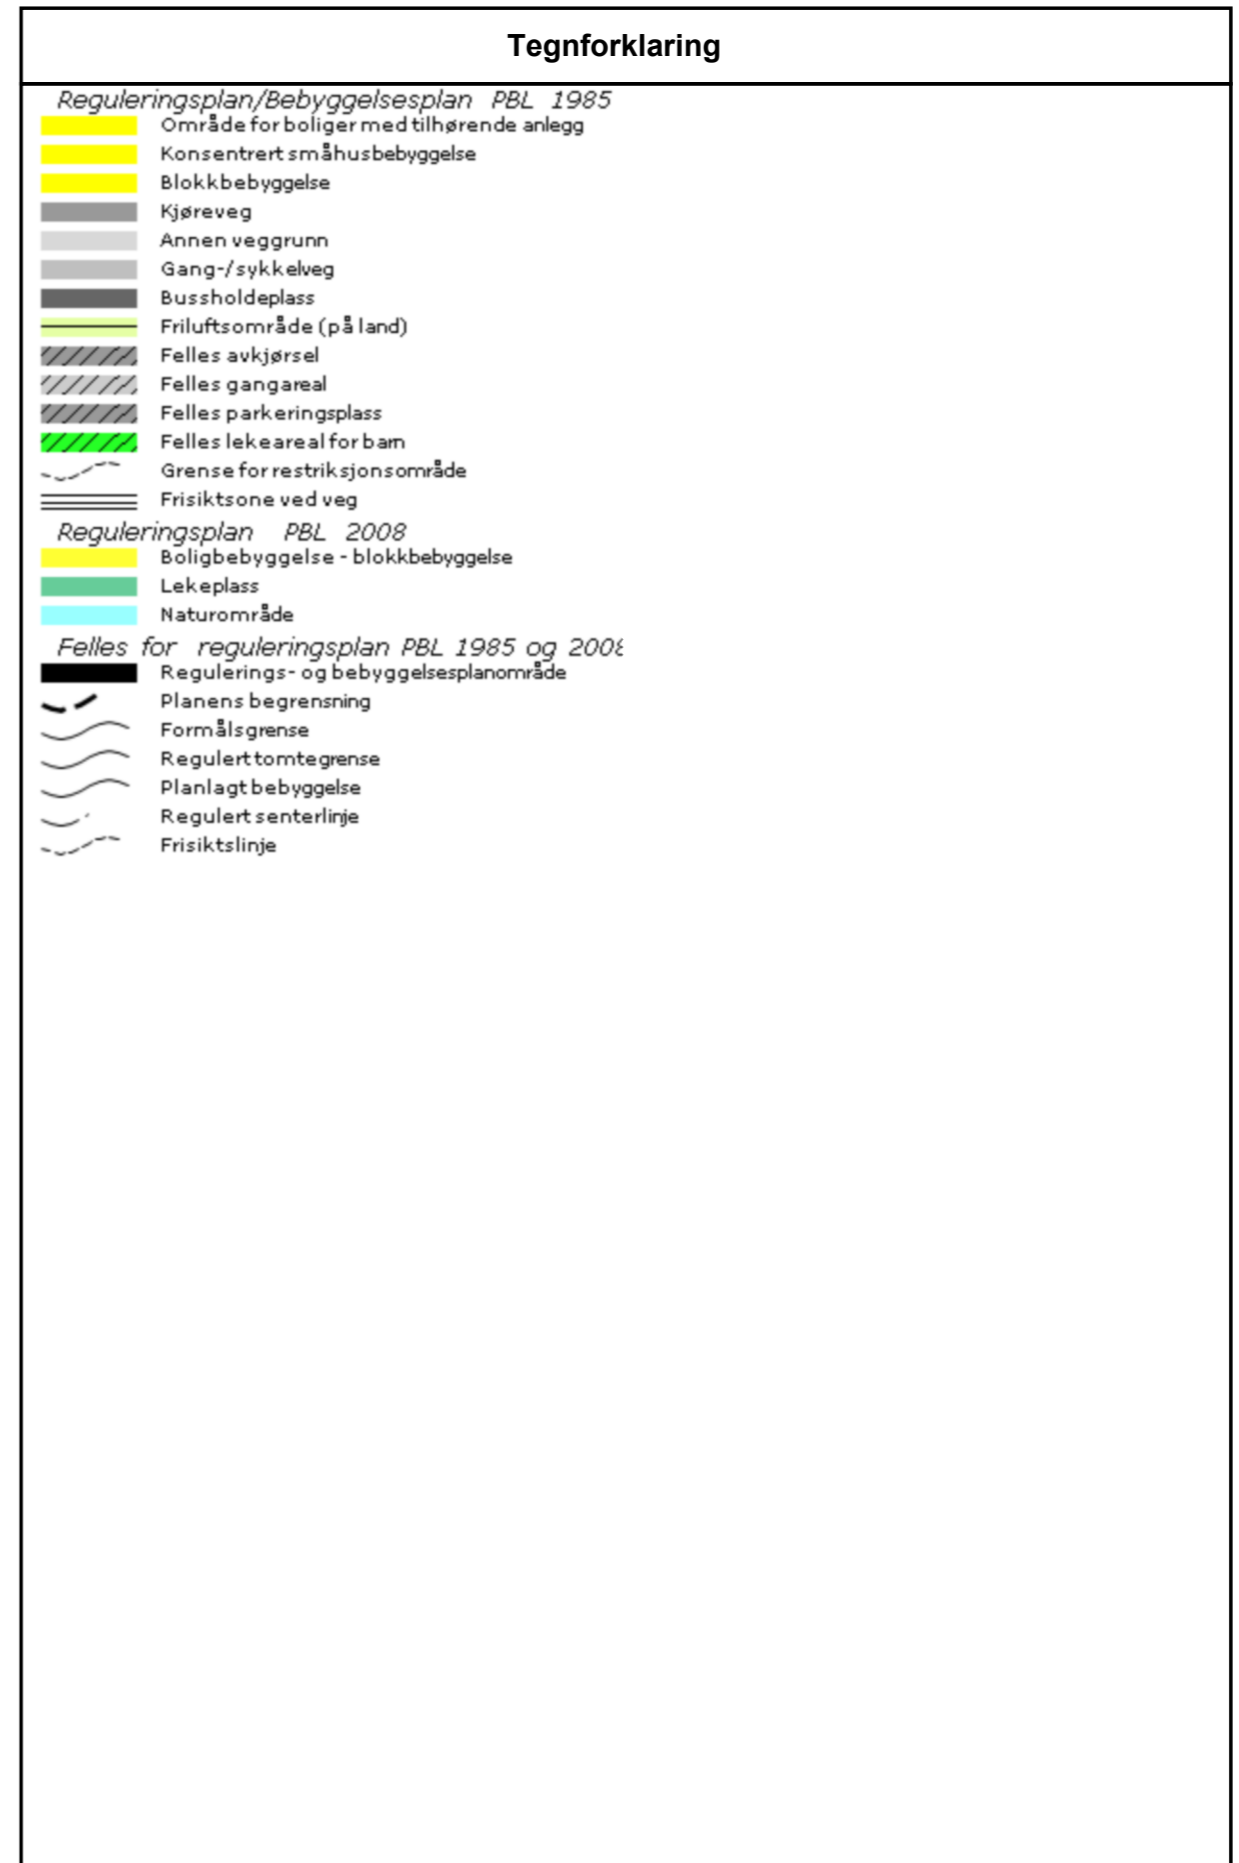 Tegnforklaring
Reguleringsplan/Bebyggelsesplan PBL 1985
Område for boliger med tilhørende anlegg
Konsentrert småhusbebyggelse
Blokkbebyggelse
Kjøreveg
Annen veggrunn
Gang-/sykkelveg
Bussholdeplass
Friluftsområde (på land)
Felles avkjørsel
Felles gangareal
Felles parkeringsplass
Felles lekeareal for barn
Grense for restriksjonsområde
Frisiktsone ved veg
Reguleringsplan PBL 2008
Boligbebyggelse - blokkbebyggelse
Lekeplass
Naturområde
Felles for reguleringsplan PBL 1985 og 2008
Regulerings- og bebyggelsesplanområde
Planens begrensning
Formålsgrense
Regulert tomtegrense
Planlagt bebyggelse
Regulert senterlinje
Frisiktslinje